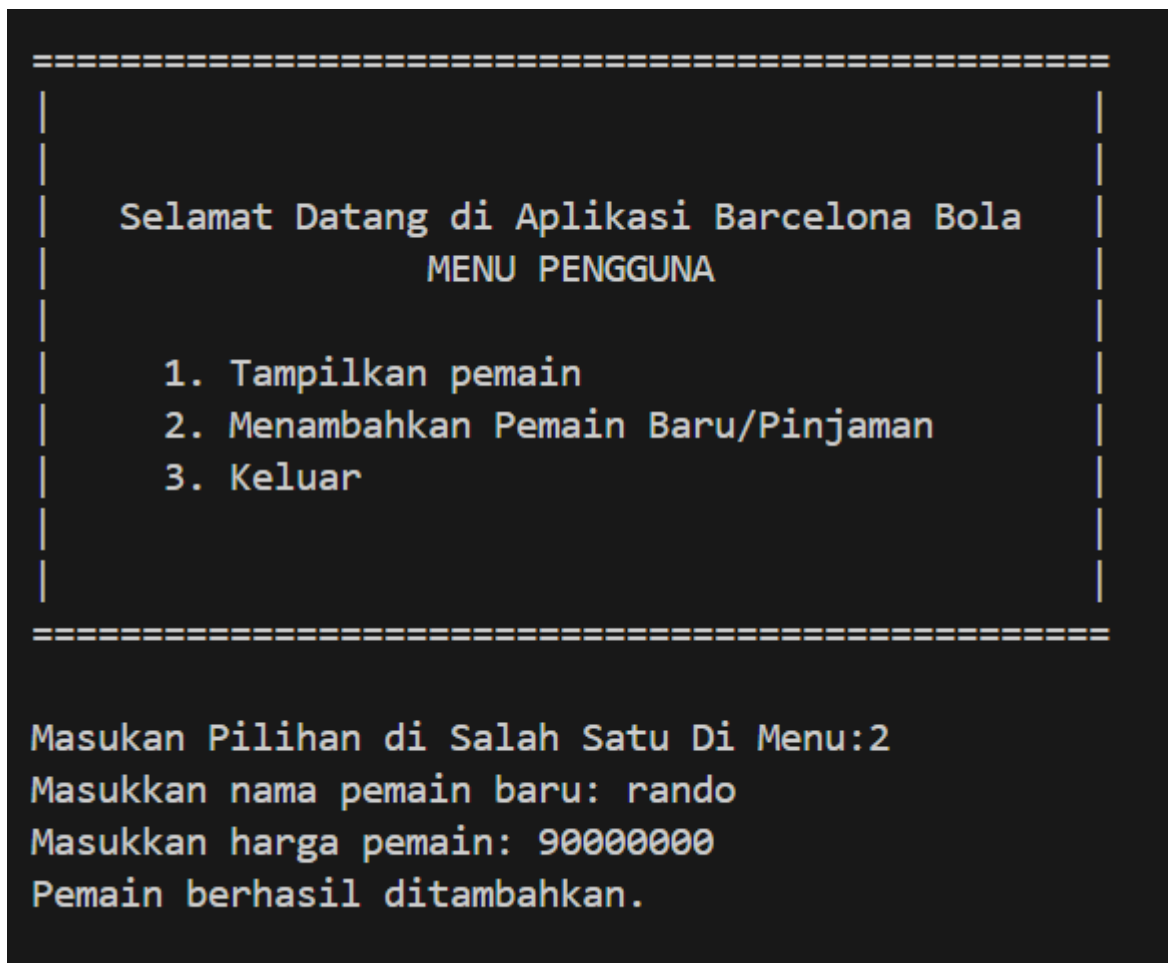 =================================================
|                                                |
|                                                |
|   Selamat Datang di Aplikasi Barcelona Bola   |
|                 MENU PENGGUNA                 |
|                                                |
|     1. Tampilkan pemain                       |
|     2. Menambahkan Pemain Baru/Pinjaman       |
|     3. Keluar                                 |
|                                                |
|                                                |
=================================================
Masukan Pilihan di Salah Satu Di Menu:2
Masukkan nama pemain baru: rando
Masukkan harga pemain: 90000000
Pemain berhasil ditambahkan.